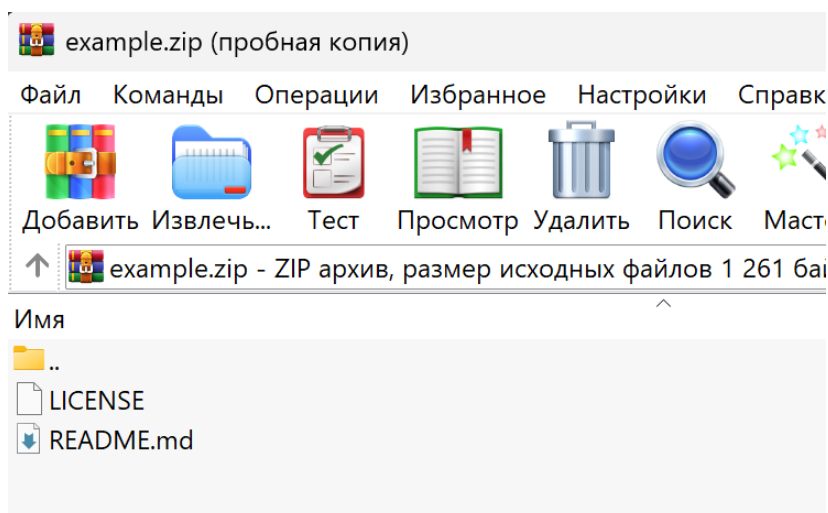 example.zip (пробная копия)
Файл Команды Операции Избранное Настройки
Добавить Извлечь... Тест Просмотр Удалить Поиск
example.zip - ZIP архив, размер исходных файлов 1 261
Имя
..
LICENSE
README.md